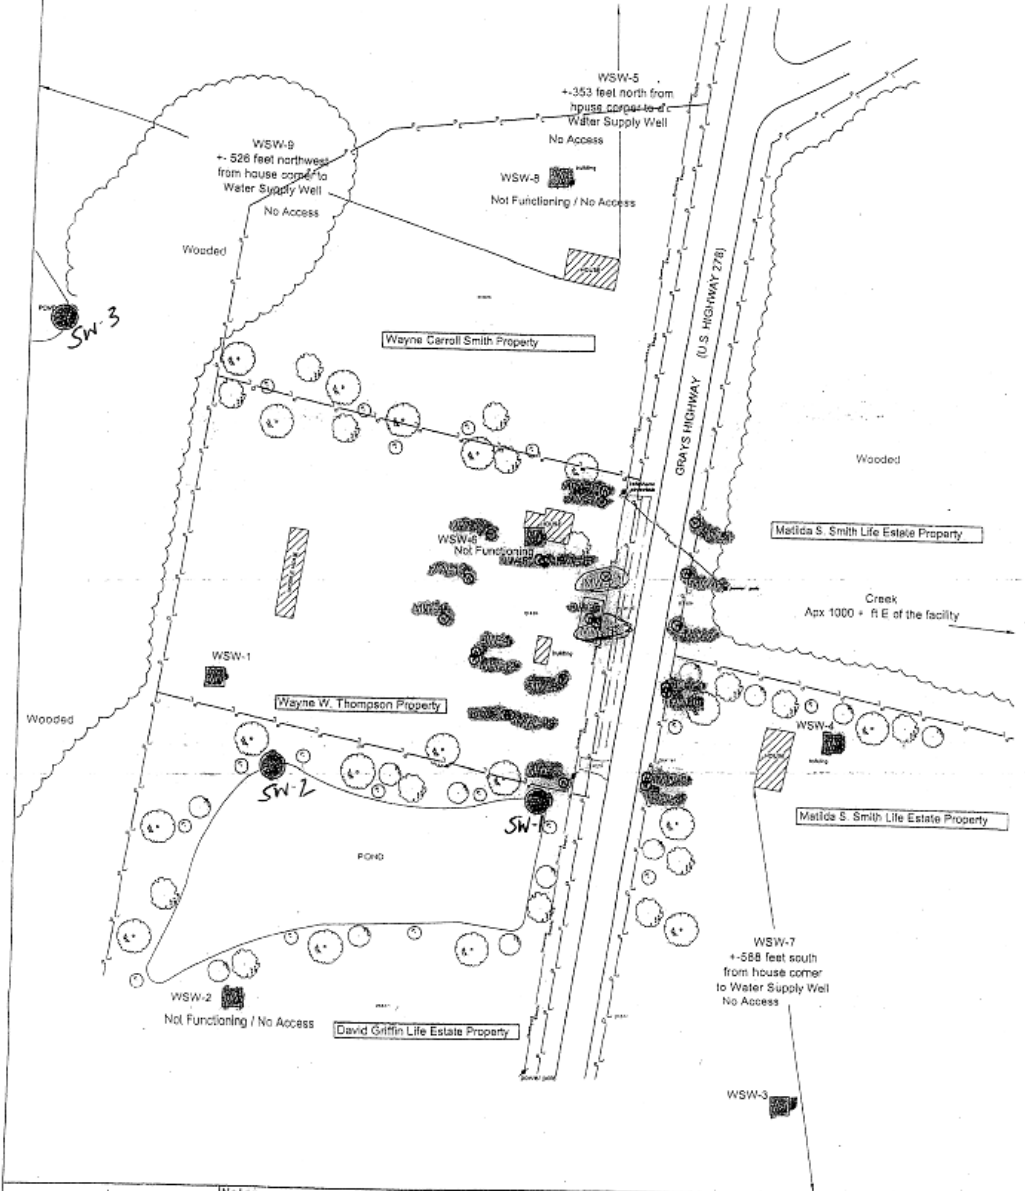 WSW-5
+-353 feet north from
house corner to a
Water Supply Well
No Access
WSW-9
+- 526 feet northwest
from house corner to
Water Supply Well
No Access
building
WSW-8
Not Functioning / No Access
Wooded
HOUSE
POND
SW-3
Wayne Carroll Smith Property
GRAYS HIGHWAY (U S HIGHWAY 278)
Wooded
Matilda S. Smith Life Estate Property
WSW-6
Not Functioning
power pole
Creek
Apx 1000 + ft E of the facility
building
WSW-1
Wayne W. Thompson Property
Wooded
WSW-4
HOUSE
building
SW-2
SW-1
Matilda S. Smith Life Estate Property
POND
WSW-7
+-588 feet south
from house corner
to Water Supply Well
No Access
WSW-2
Not Functioning / No Access
David Griffin Life Estate Property
power pole
WSW-3